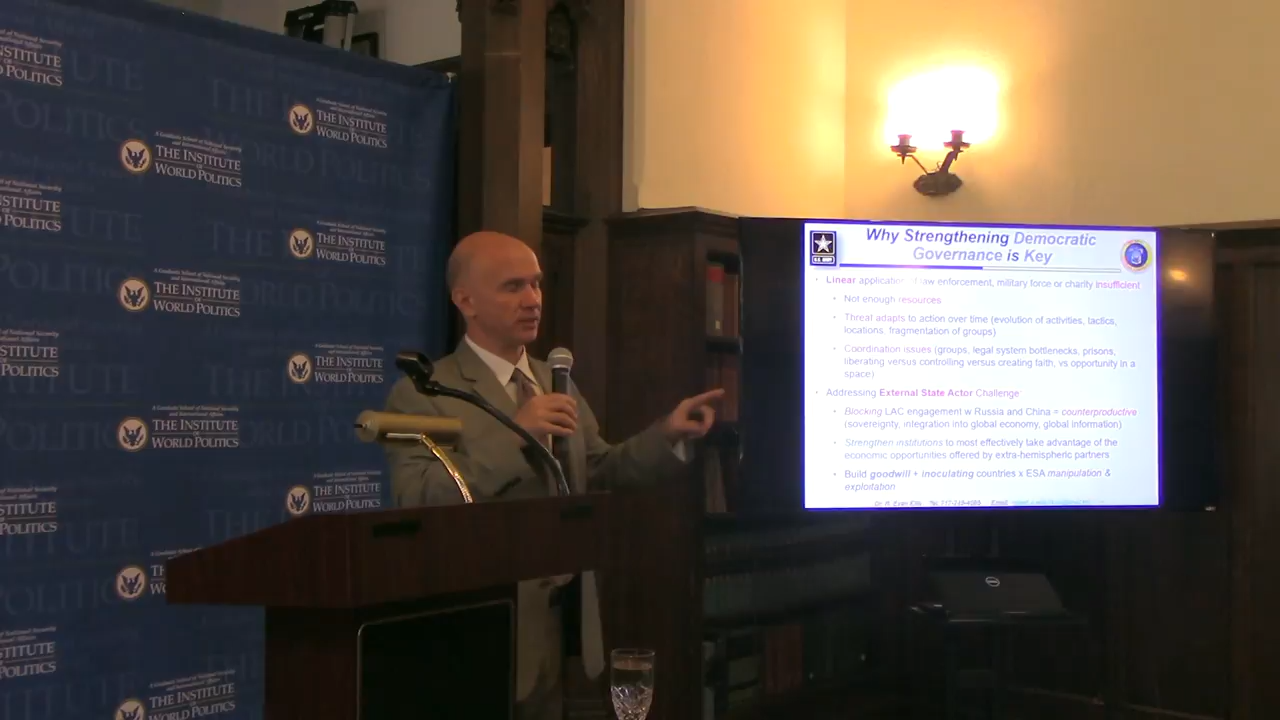 A Graduate School of National Security
and International Affairs
THE INSTITUTE
OF
WORLD POLITICS
Why Strengthening Democratic
Governance is Key
U.S. ARMY
Linear application of law enforcement, military force or charity insufficient
Not enough resources
Threat adapts to action over time (evolution of activities, tactics,
locations, fragmentation of groups)
Coordination issues (groups, legal system bottlenecks, prisons,
liberating versus controlling versus creating faith, vs opportunity in a
space)
Addressing External State Actor Challenge
Blocking LAC engagement w Russia and China = counterproductive
(sovereignty, integration into global economy, global information)
Strengthen institutions to most effectively take advantage of the
economic opportunities offered by extra-hemispheric partners
Build goodwill + inoculating countries x ESA manipulation &
exploitation
DELL